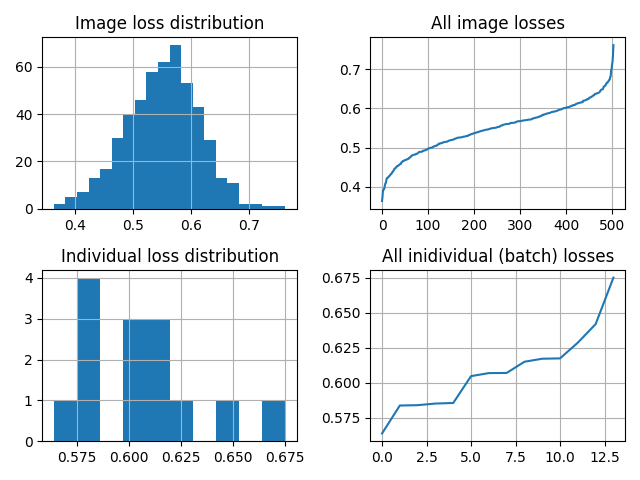 Image loss distribution
All image losses
60
40
20
0
0.4 0.5 0.6 0.7
0.7
0.6
0.5
0.4
0 100 200 300 400 500
Individual loss distribution
All inidividual (batch) losses
4
3
2
1
0
0.575 0.600 0.625 0.650 0.675
0.675
0.650
0.625
0.600
0.575
0.0 2.5 5.0 7.5 10.0 12.5